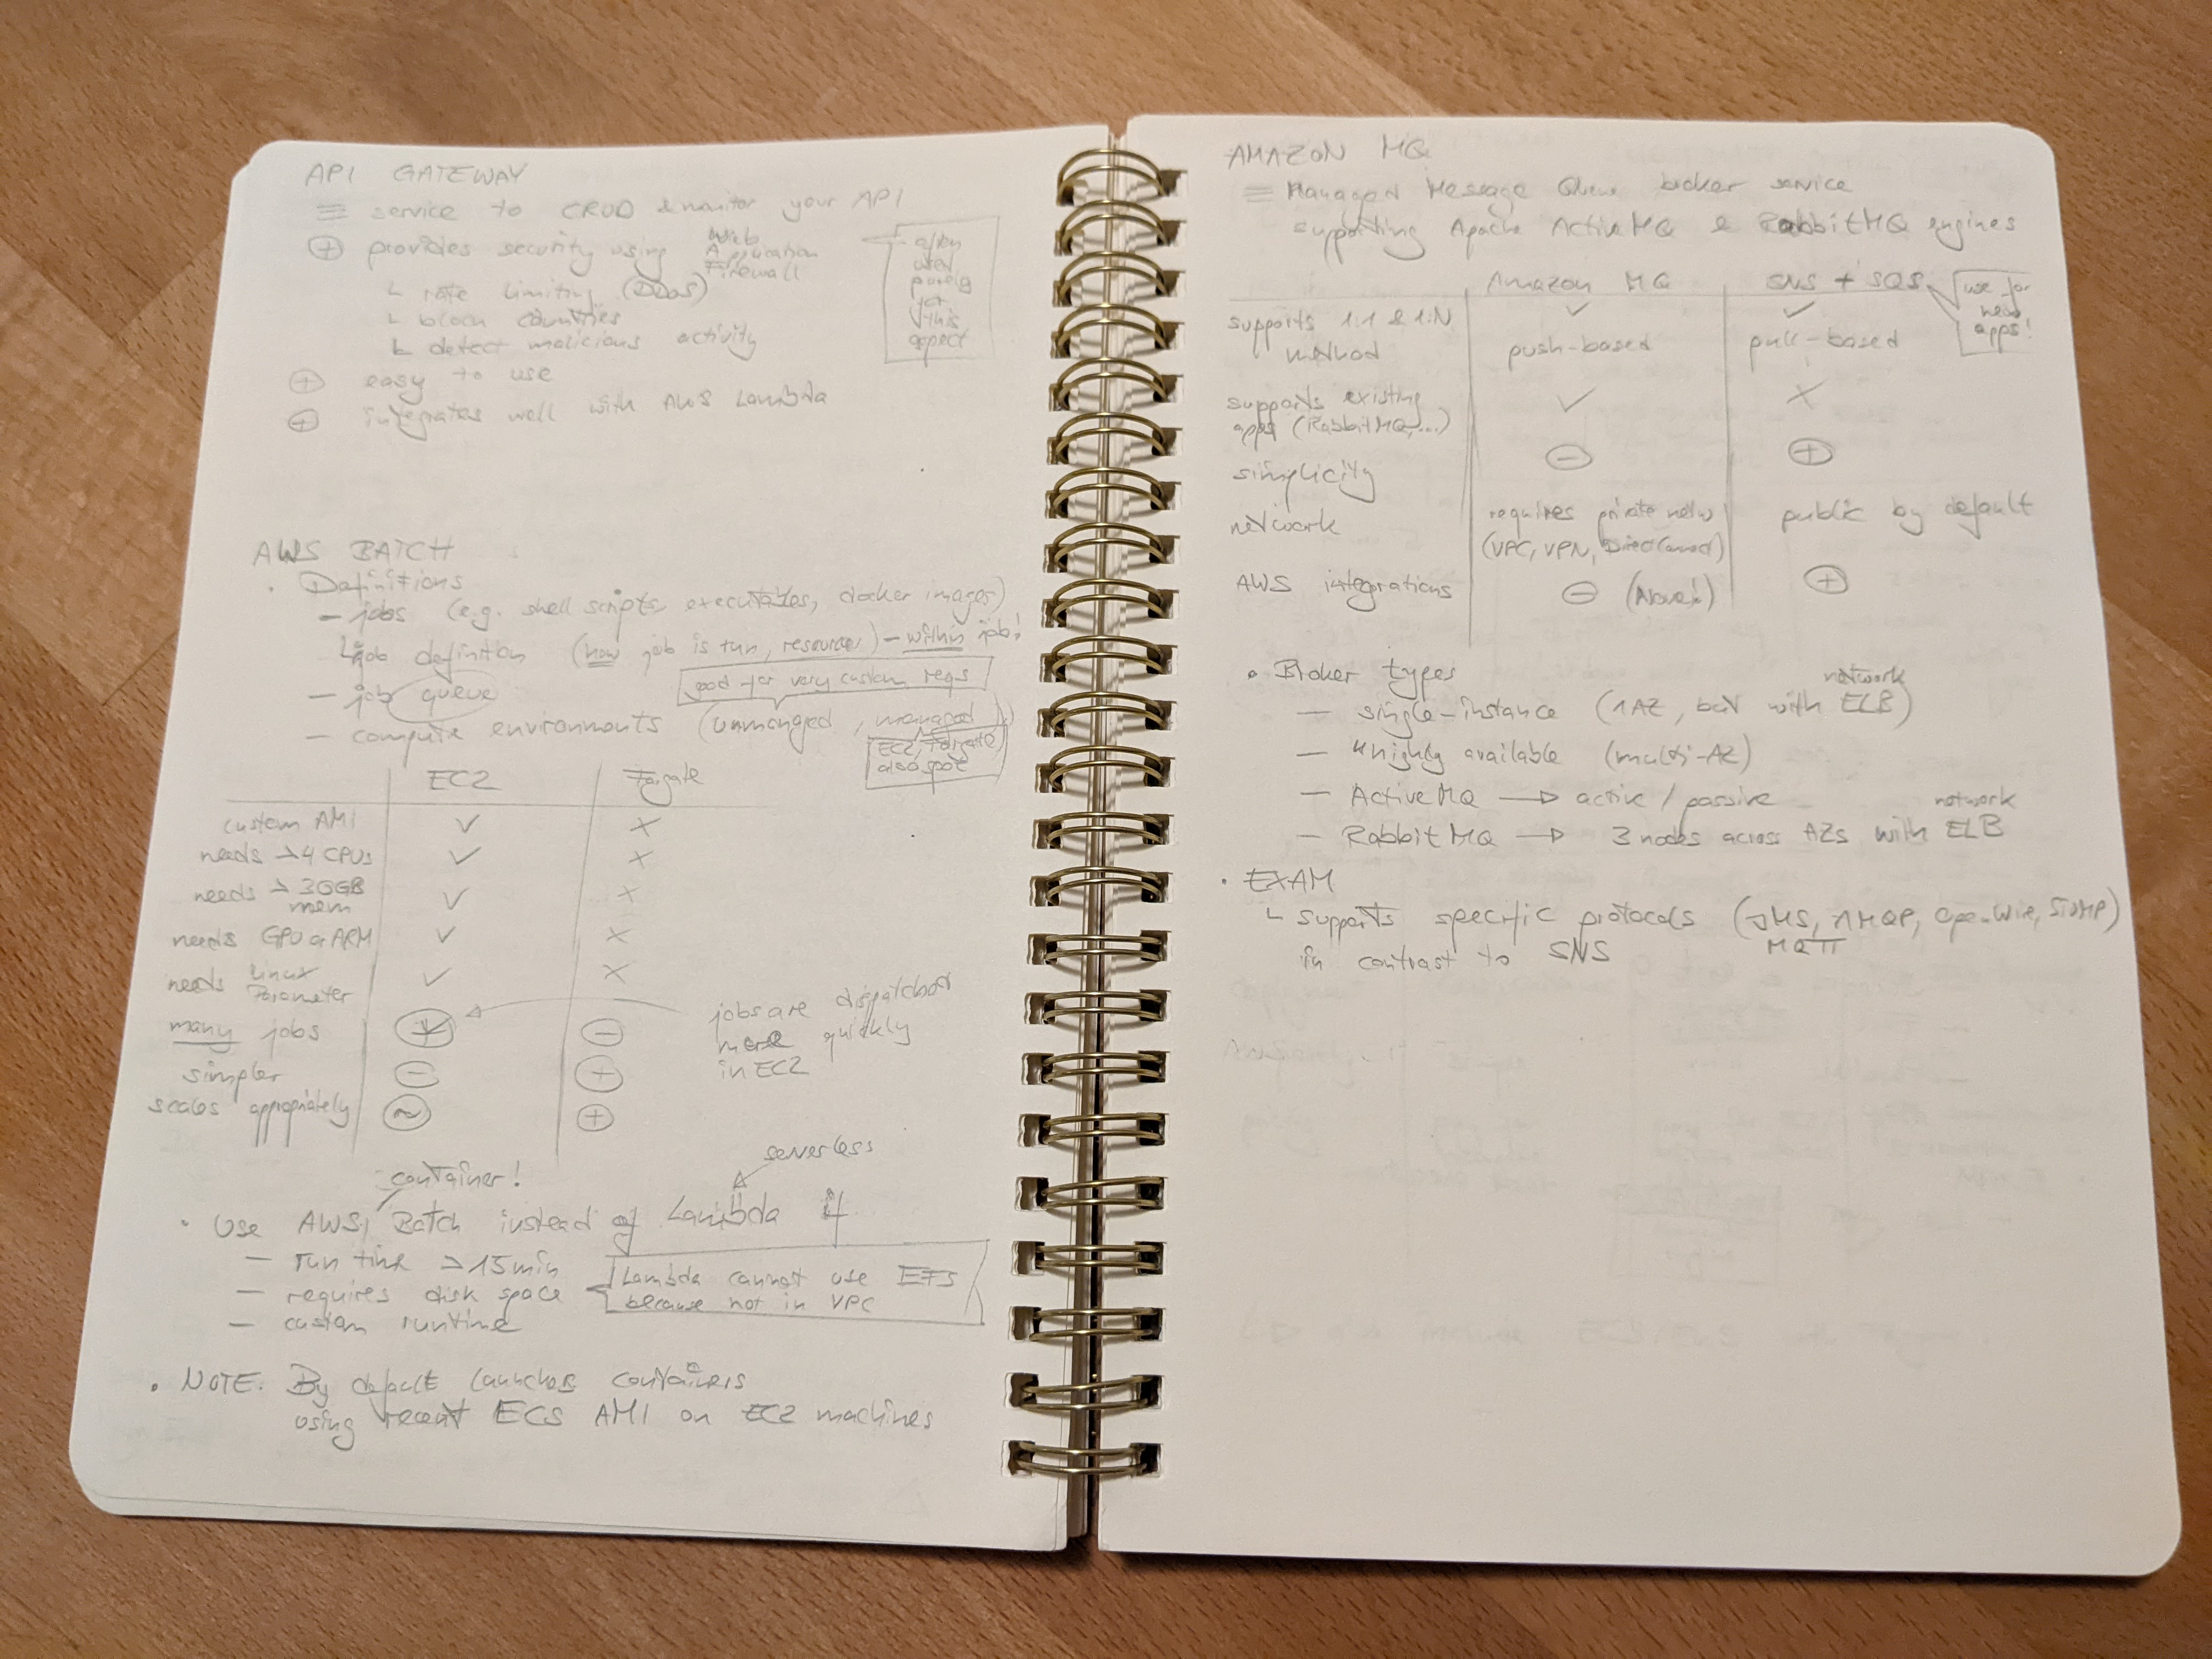 API GATEWAY
≡ service to CRUD & monitor your API
⊕ provides security using Web Application Firewall
└ rate limiting (DDoS)
└ block countries
└ detect malicious activity
often used purely for this aspect
⊕ easy to use
⊕ integrates well with AWS Lambda
AWS BATCH
• Definitions
– jobs (e.g. shell scripts, executables, docker images)
└ job definition (how job is run, resources) – within job!
– job queue
good for very custom reqs
– compute environments (unmanaged, managed)
EC2, Fargate, also spot
EC2 Fargate
custom AMI ✓ ×
needs >4 CPUs ✓ ×
needs > 30GB mem ✓ ×
needs GPU or ARM ✓ ×
needs Linux Parameter ✓ ×
many jobs ⊕ ⊖
jobs are dispatched more quickly in EC2
simpler ⊖ ⊕
scales appropriately ~ ⊕
container!
serverless
• Use AWS Batch instead of Lambda if
– run time > 15min
– requires disk space
Lambda cannot use EFS
because not in VPC
– custom runtime
• NOTE: By default launches containers
using recent ECS AMI on EC2 machines
AMAZON MQ
≡ Managed Message Queue broker service
supporting Apache ActiveMQ & RabbitMQ engines
Amazon MQ SNS + SQS
use for new apps!
supports 1:1 & 1:N ✓ ✓
method push-based pull-based
supports existing ✓ ×
apps (RabbitMQ,...)
simplicity ⊖ ⊕
network requires private netw public by default
(VPC, VPN, Direct Connect)
AWS integrations ⊖ ⊕
• Broker types
– single-instance (1AZ, but with network ELB)
– highly available (multi-AZ)
– ActiveMQ → active / passive
– RabbitMQ → 3 nodes across AZs with network ELB
• EXAM
└ supports specific protocols (JMS, AMQP, OpenWire, STOMP)
MQTT
in contrast to SNS